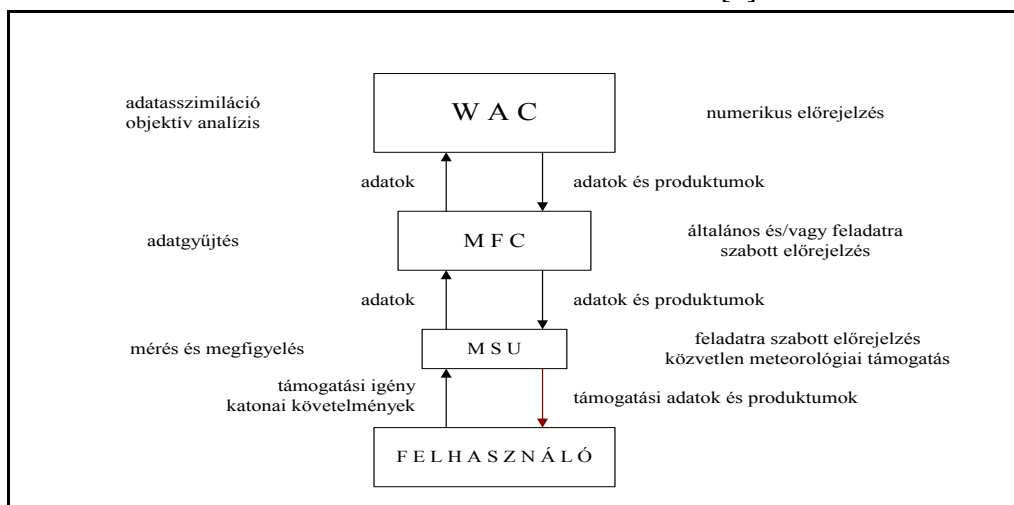 adatasszimiláció
objektív analízis
W A C
numerikus előrejelzés
adatok
adatok és produktumok
adatgyűjtés
M F C
általános és/vagy feladatra
szabott előrejelzés
adatok
adatok és produktumok
mérés és megfigyelés
M S U
feladatra szabott előrejelzés
közvetlen meteorológiai támogatás
támogatási igény
katonai követelmények
támogatási adatok és produktumok
F E L H A S Z N Á L Ó